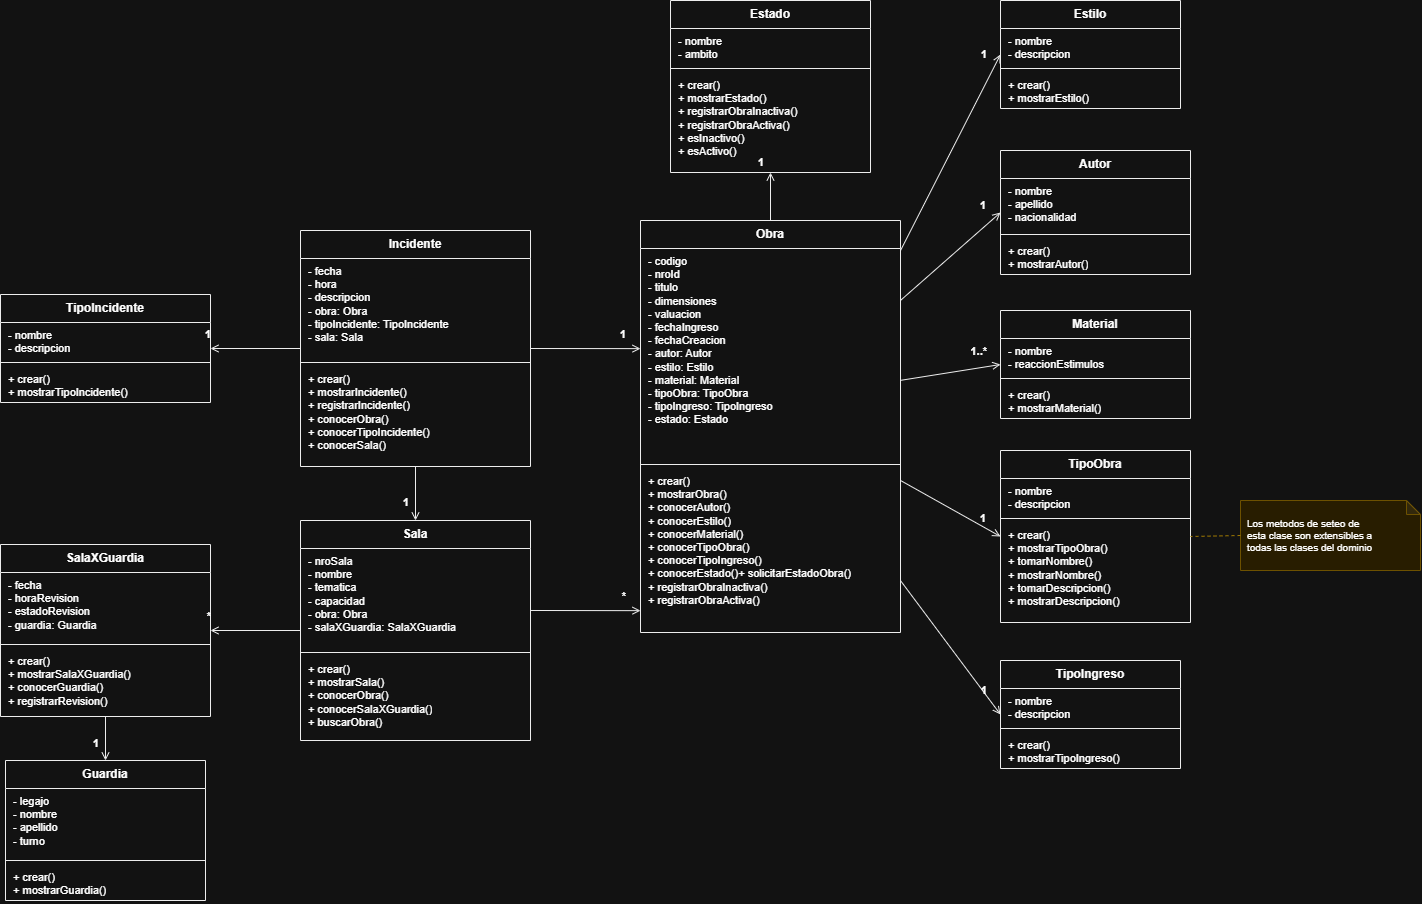 Estado
- nombre
- ambito
+ crear()
+ mostrarEstado()
+ registrarObraInactiva()
+ registrarObraActiva()
+ esInactivo()
+ esActivo()
1
Estilo
- nombre
- descripcion
+ crear()
+ mostrarEstilo()
1
Autor
- nombre
- apellido
- nacionalidad
+ crear()
+ mostrarAutor()
1
Incidente
- fecha
- hora
- descripcion
- obra: Obra
- tipoIncidente: TipoIncidente
- sala: Sala
+ crear()
+ mostrarIncidente()
+ registrarIncidente()
+ conocerObra()
+ conocerTipoIncidente()
+ conocerSala()
1
Obra
- codigo
- nroId
- titulo
- dimensiones
- valuacion
- fechaIngreso
- fechaCreacion
- autor: Autor
- estilo: Estilo
- material: Material
- tipoObra: TipoObra
- tipoIngreso: TipoIngreso
- estado: Estado
+ crear()
+ mostrarObra()
+ conocerAutor()
+ conocerEstilo()
+ conocerMaterial()
+ conocerTipoObra()
+ conocerTipoIngreso()
+ conocerEstado()+ solicitarEstadoObra()
+ registrarObraInactiva()
+ registrarObraActiva()
TipoIncidente
- nombre
- descripcion
+ crear()
+ mostrarTipoIncidente()
1
Material
- nombre
- reaccionEstimulos
+ crear()
+ mostrarMaterial()
1..*
TipoObra
- nombre
- descripcion
+ crear()
+ mostrarTipoObra()
+ tomarNombre()
+ mostrarNombre()
+ tomarDescripcion()
+ mostrarDescripcion()
1
Los metodos de seteo de
esta clase son extensibles a
todas las clases del dominio
1
Sala
- nroSala
- nombre
- tematica
- capacidad
- obra: Obra
- salaXGuardia: SalaXGuardia
+ crear()
+ mostrarSala()
+ conocerObra()
+ conocerSalaXGuardia()
+ buscarObra()
*
SalaXGuardia
- fecha
- horaRevision
- estadoRevision
- guardia: Guardia
+ crear()
+ mostrarSalaXGuardia()
+ conocerGuardia()
+ registrarRevision()
*
TipoIngreso
- nombre
- descripcion
+ crear()
+ mostrarTipoIngreso()
1
1
Guardia
- legajo
- nombre
- apellido
- turno
+ crear()
+ mostrarGuardia()